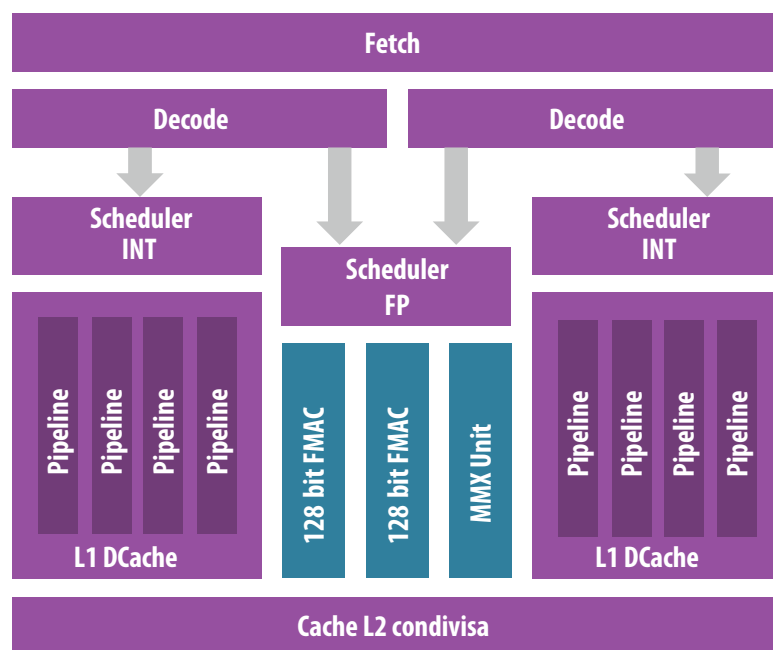 Fetch
Decode
Decode
Scheduler
INT
Scheduler
FP
Scheduler
INT
Pipeline
Pipeline
Pipeline
Pipeline
L1 DCache
128 bit FMAC
128 bit FMAC
MMX Unit
Pipeline
Pipeline
Pipeline
Pipeline
L1 DCache
Cache L2 condivisa